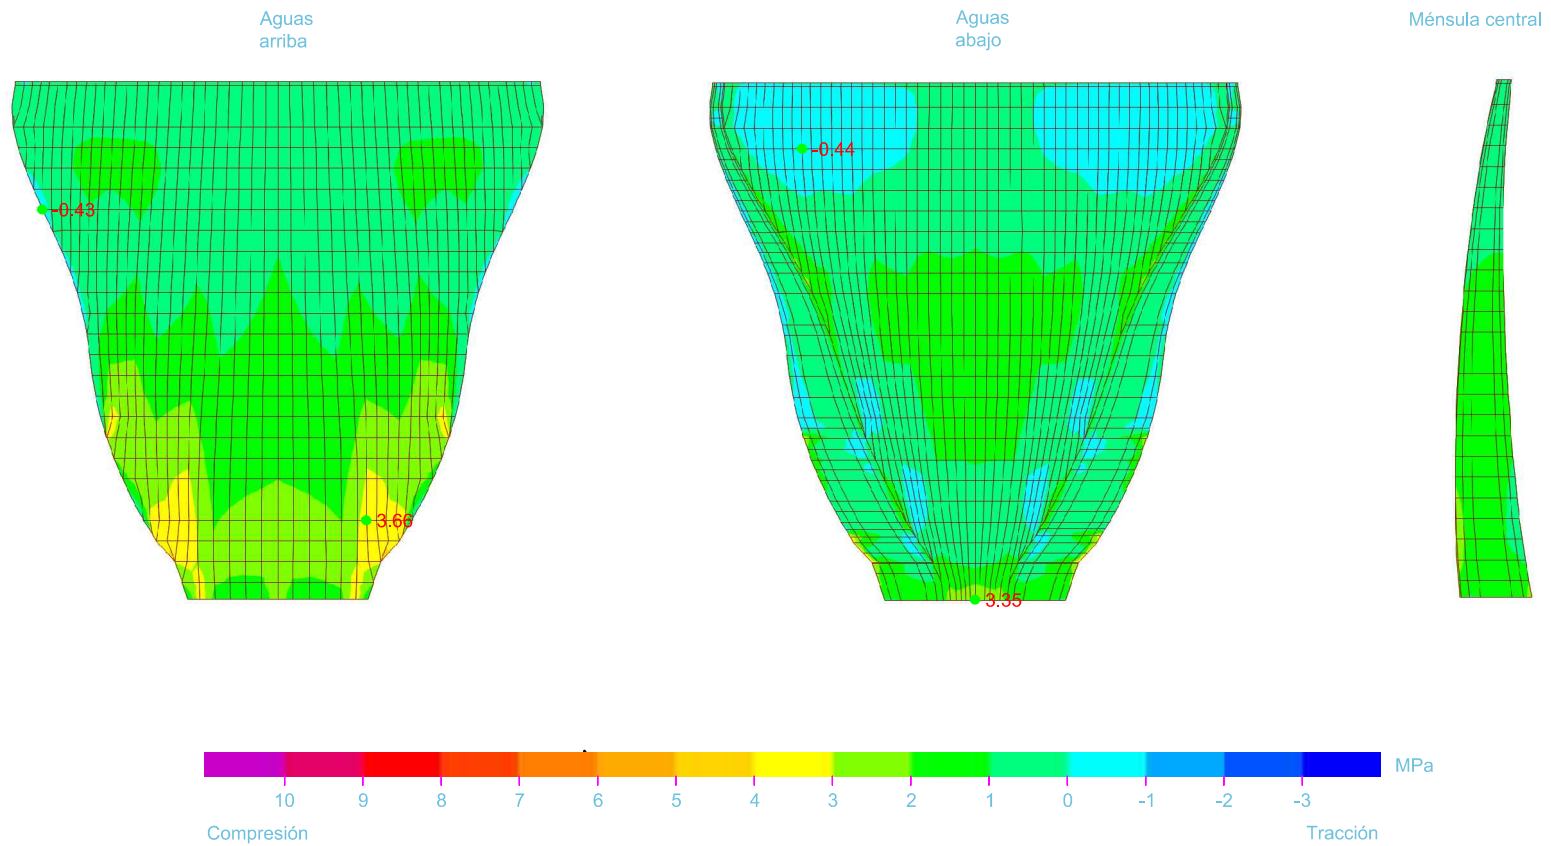 Aguas
arriba
Aguas
abajo
Ménsula central
-0.44
-0.43
3.66
3.35
MPa
10 9 8 7 6 5 4 3 2 1 0 -1 -2 -3
Compresión
Tracción